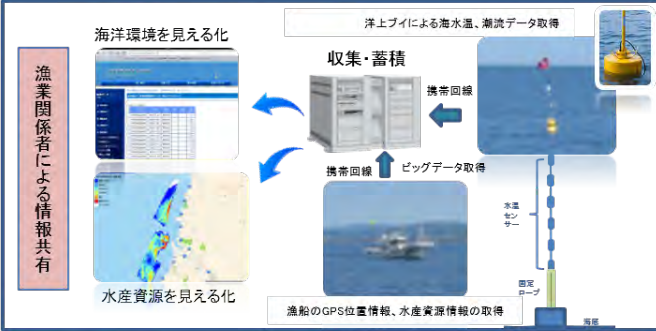 洋上ブイによる海水温、潮流データ取得
海洋環境を見える化
収集・蓄積
携帯回線
漁業関係者による情報共有
携帯回線
ビッグデータ取得
水温
センサー
固定
ロープ
海底
水産資源を見える化
漁船のGPS位置情報、水産資源情報の取得